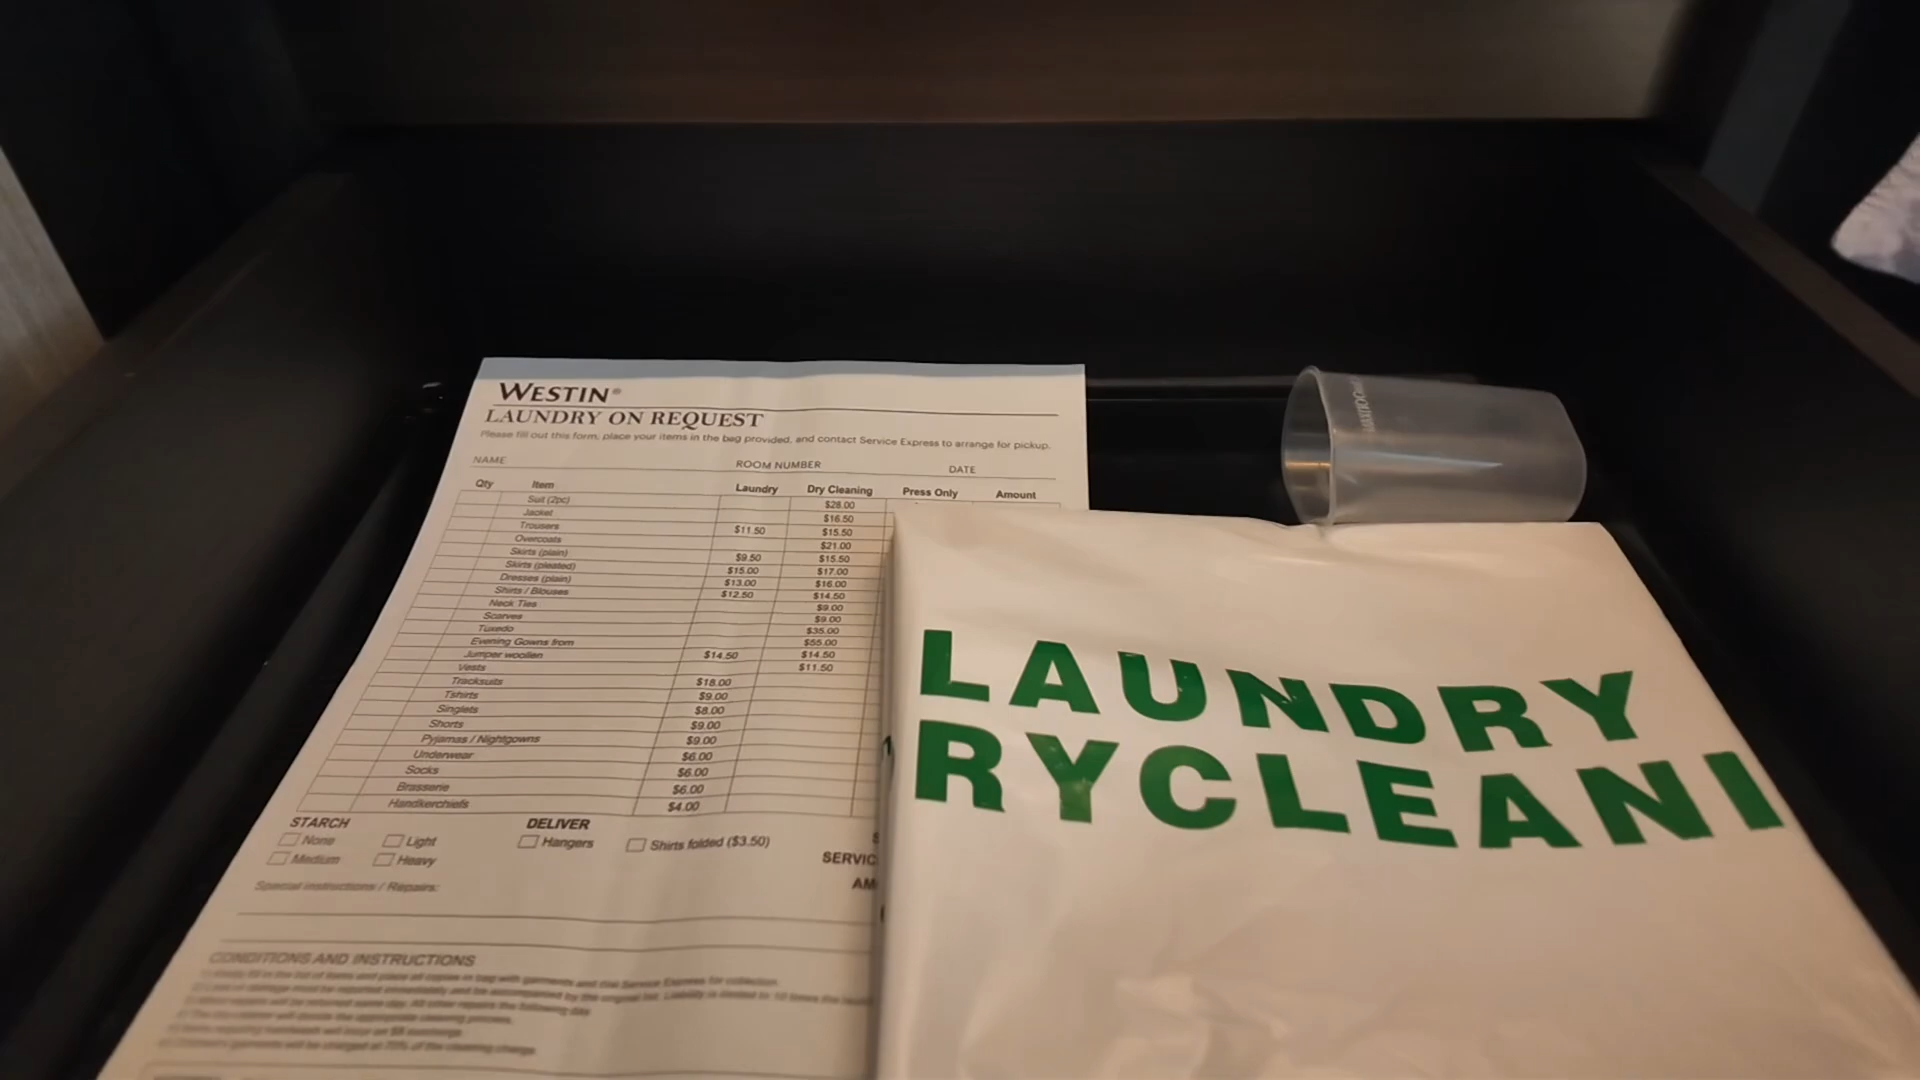 WESTIN®
LAUNDRY ON REQUEST
Please fill out this form, place your items in the bag provided, and contact Service Express to arrange for pickup.
NAME ROOM NUMBER DATE
Qty Item Laundry Dry Cleaning Press Only Amount
Suit (2pc) $28.00
Jacket $16.50
Trousers $11.50 $15.50
Overcoats $21.00
Skirts (plain) $9.50 $15.50
Skirts (pleated) $15.00 $17.00
Dresses (plain) $13.00 $16.00
Shirts / Blouses $12.50 $14.50
Neck Ties $9.00
Scarves $9.00
Tuxedo $35.00
Evening Gowns from $55.00
Jumper woollen $14.50 $14.50
Vests $11.50
Tracksuits $18.00
Tshirts $9.00
Singlets $8.00
Shorts $9.00
Pyjamas / Nightgowns $9.00
Underwear $6.00
Socks $6.00
Brasserie $6.00
Handkerchiefs $4.00
STARCH DELIVER
None Light Hangers Shirts folded ($3.50)
Medium Heavy SERVIC
AM
Special instructions / Repairs:
CONDITIONS AND INSTRUCTIONS
LAUNDRY
RYCLEANI